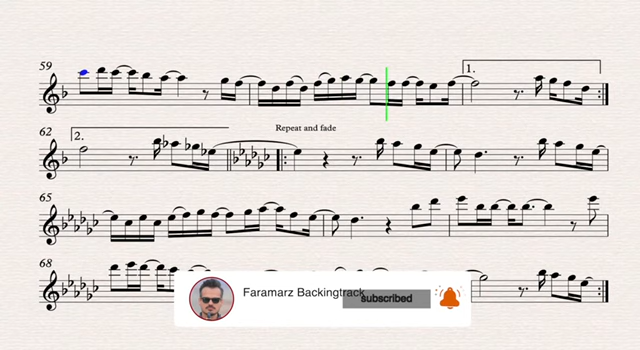 59
1.
62
2.
Repeat and fade
65
68
Faramarz Backingtrack
subscribed